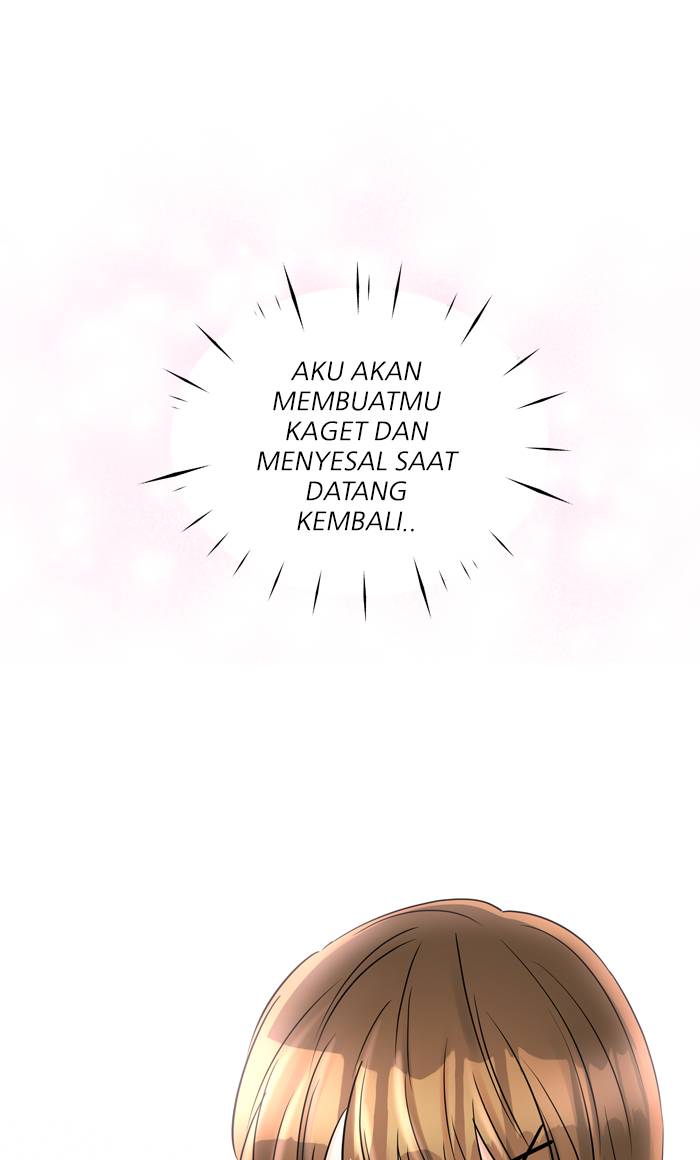 AKU AKAN
MEMBUATMU
KAGET DAN
MENYESAL SAAT
DATANG
KEMBALI..